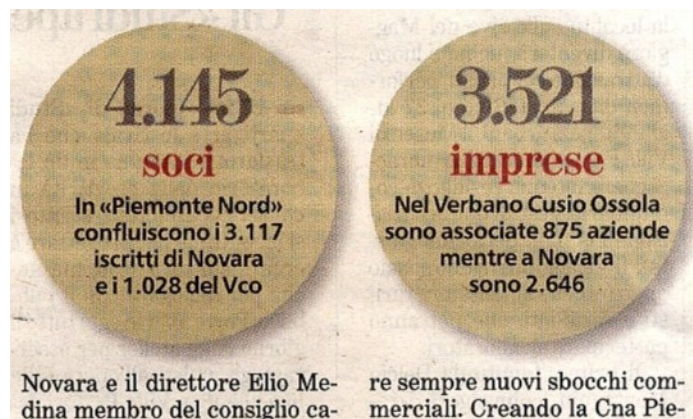 4.145
soci
In «Piemonte Nord»
confluiscono i 3.117
iscritti di Novara
e i 1.028 del Vco
3.521
imprese
Nel Verbano Cusio Ossola
sono associate 875 aziende
mentre a Novara
sono 2.646
Novara e il direttore Elio Me-
dina membro del consiglio ca-
re sempre nuovi sbocchi com-
merciali. Creando la Cna Pie-